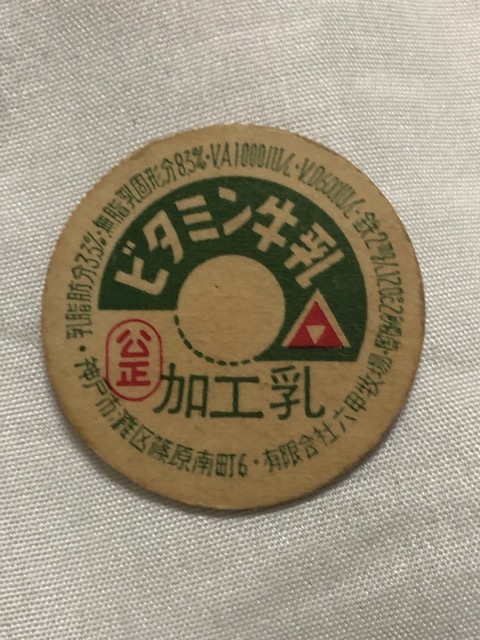 ビタミン牛乳
公正
加工乳
・乳脂肪分3.3%・無脂乳固形分8.3%・V.A1000I.U/L・V.D
神戸市灘区篠原南町6・有限会社六甲牧場・